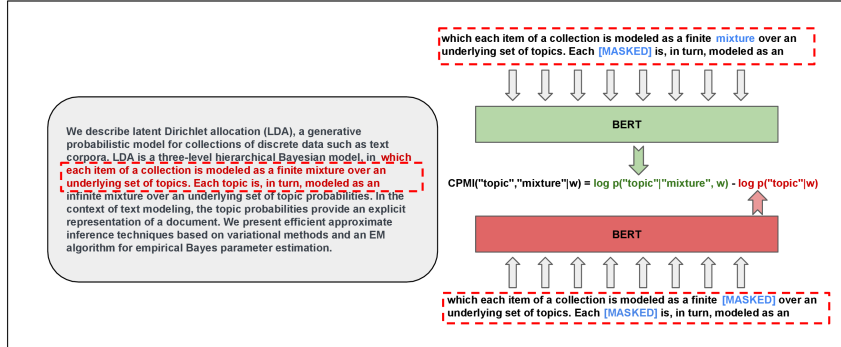 We describe latent Dirichlet allocation (LDA), a generative
probabilistic model for collections of discrete data such as text
corpora. LDA is a three-level hierarchical Bayesian model, in which
each item of a collection is modeled as a finite mixture over an
underlying set of topics. Each topic is, in turn, modeled as an
infinite mixture over an underlying set of topic probabilities. In the
context of text modeling, the topic probabilities provide an explicit
representation of a document. We present efficient approximate
inference techniques based on variational methods and an EM
algorithm for empirical Bayes parameter estimation.
which each item of a collection is modeled as a finite mixture over an
underlying set of topics. Each [MASKED] is, in turn, modeled as an
BERT
CPMI("topic","mixture"|w) = log p("topic"|"mixture", w) - log p("topic"|w)
BERT
which each item of a collection is modeled as a finite [MASKED] over an
underlying set of topics. Each [MASKED] is, in turn, modeled as an